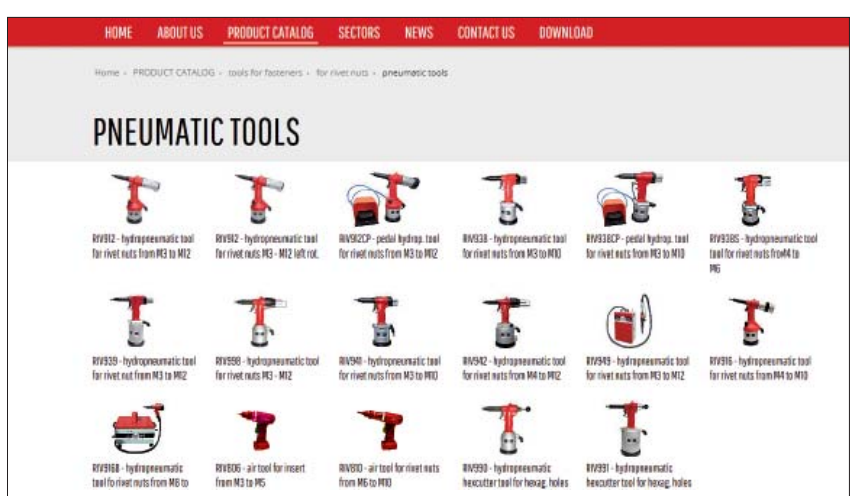 HOME ABOUT US PRODUCT CATALOG SECTORS NEWS CONTACT US DOWNLOAD
Home - PRODUCT CATALOG - tools for fasteners - for rivet nuts - pneumatic tools
PNEUMATIC TOOLS
RIV912 - hydropneumatic tool
for rivet nuts from M3 to M12
RIV912 - hydropneumatic tool
for rivet nuts M3 - M12 left rot.
RIV912CP - pedal hydrop. tool
for rivet nuts from M3 to M12
RIV938 - hydropneumatic tool
for rivet nuts from M3 to M10
RIV938CP - pedal hydrop. tool
for rivet nuts from M3 to M10
RIV938S - hydropneumatic tool
tool for rivet nuts froM4 to
M6
RIV939 - hydropneumatic tool
for rivet nut from M3 to M12
RIV998 - hydropneumatic tool
for rivet nuts M3 - M12
RIV941 - hydropneumatic tool
for rivet nuts from M3 to M10
RIV942 - hydropneumatic tool
for rivet nuts from M4 to M12
RIV949 - hydropneumatic tool
for rivet nuts from M3 to M12
RIV916 - hydropneumatic tool
for rivet nuts from M4 to M10
RIV916B - hydropneumatic
tool fo rivet nuts from M8 to
RIV806 - air tool for insert
from M3 to M5
RIV810 - air tool for rivet nuts
from M6 to M10
RIV990 - hydropneumatic
hexcutter tool for hexag. holes
RIV991 - hydropneumatic
hexcutter tool for hexag. holes